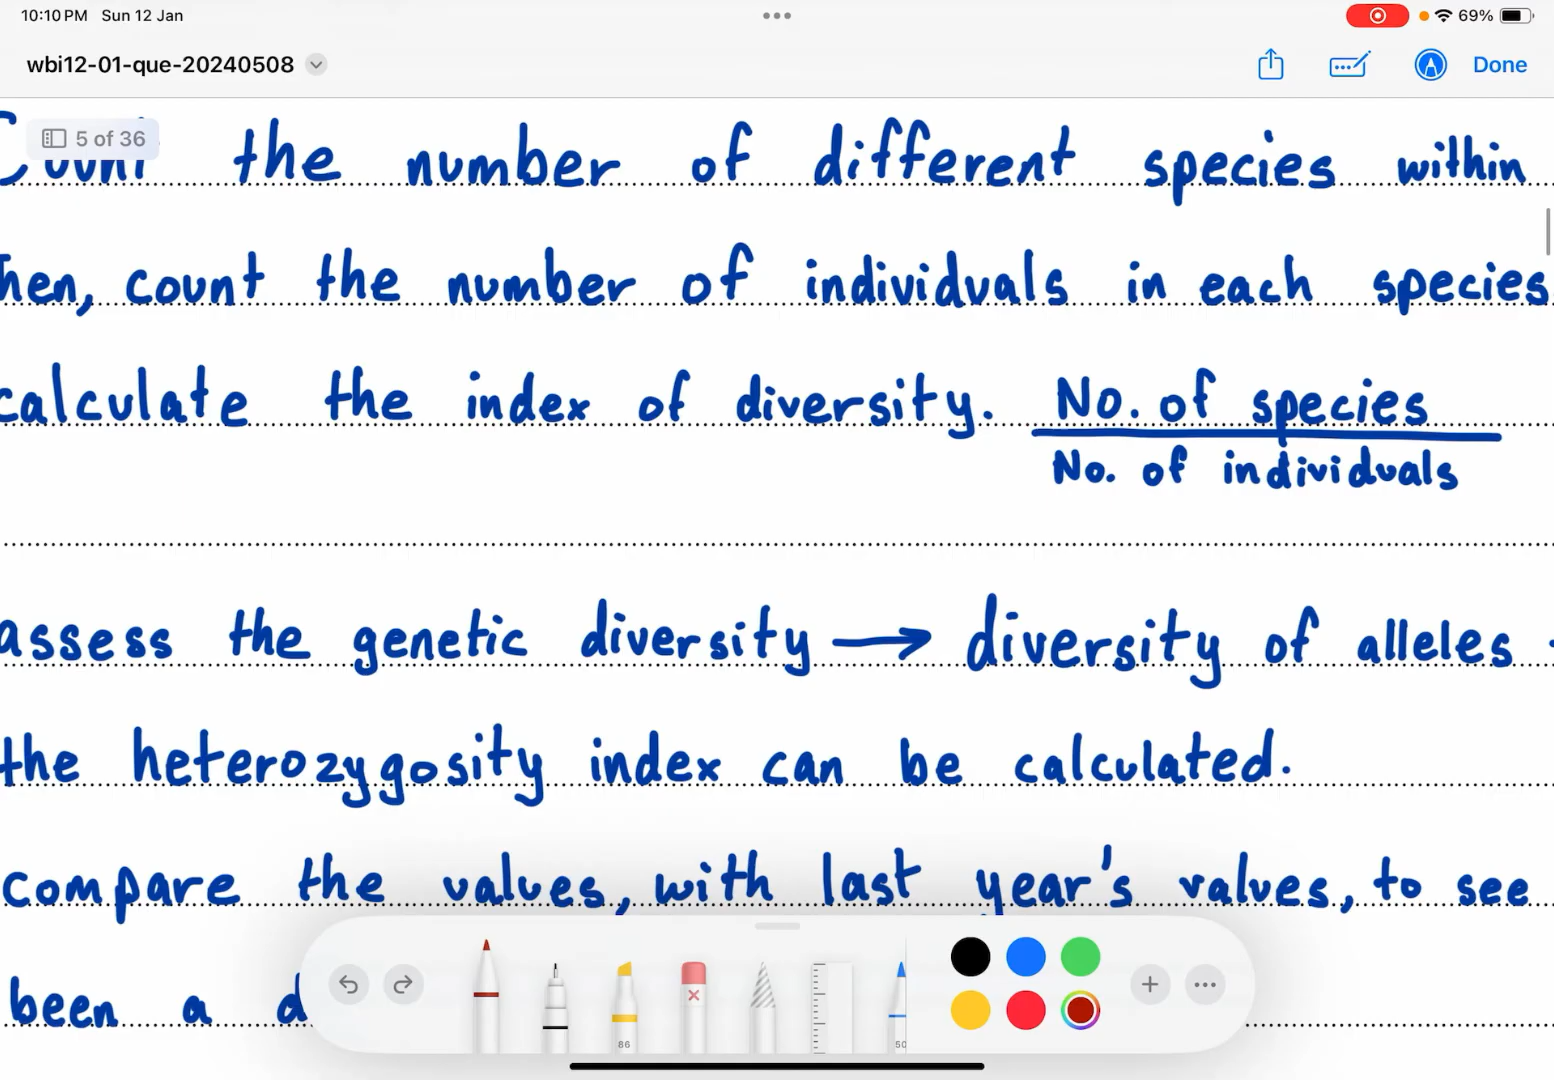 10:10 PM Sun 12 Jan
69%
wbi12-01-que-20240508
Done
5 of 36
Count the number of different species within
hen, count the number of individuals in each species
calculate the index of diversity. No. of species
No. of individuals
assess the genetic diversity → diversity of alleles
the heterozygosity index can be calculated.
compare the values, with last year's values, to see
been a d
86
50